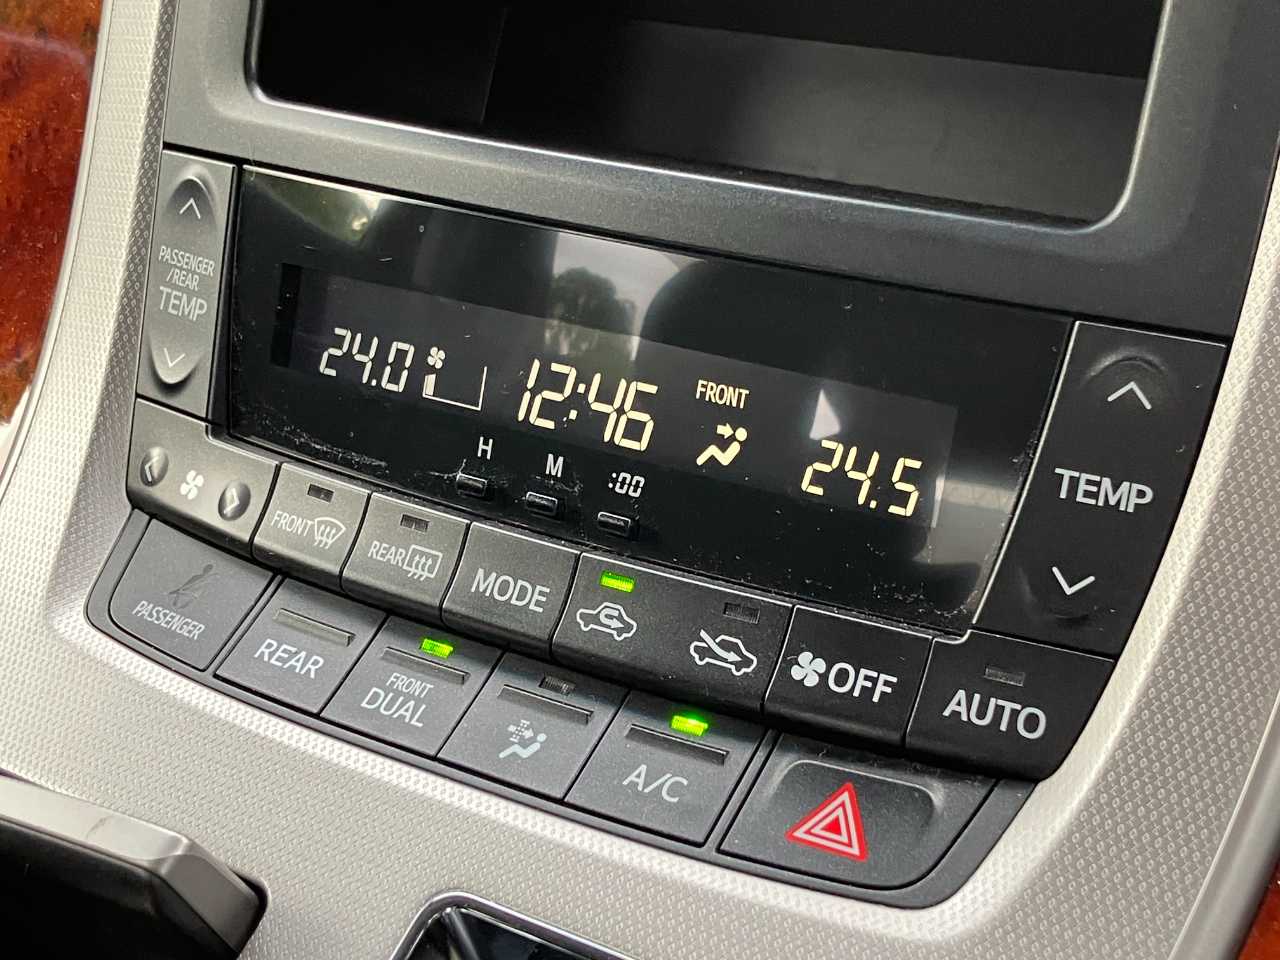 PASSENGER
/REAR
TEMP
24.0
12:46
FRONT
24.5
H
M
:00
TEMP
FRONT
REAR
MODE
OFF
AUTO
PASSENGER
REAR
FRONT
DUAL
A/C